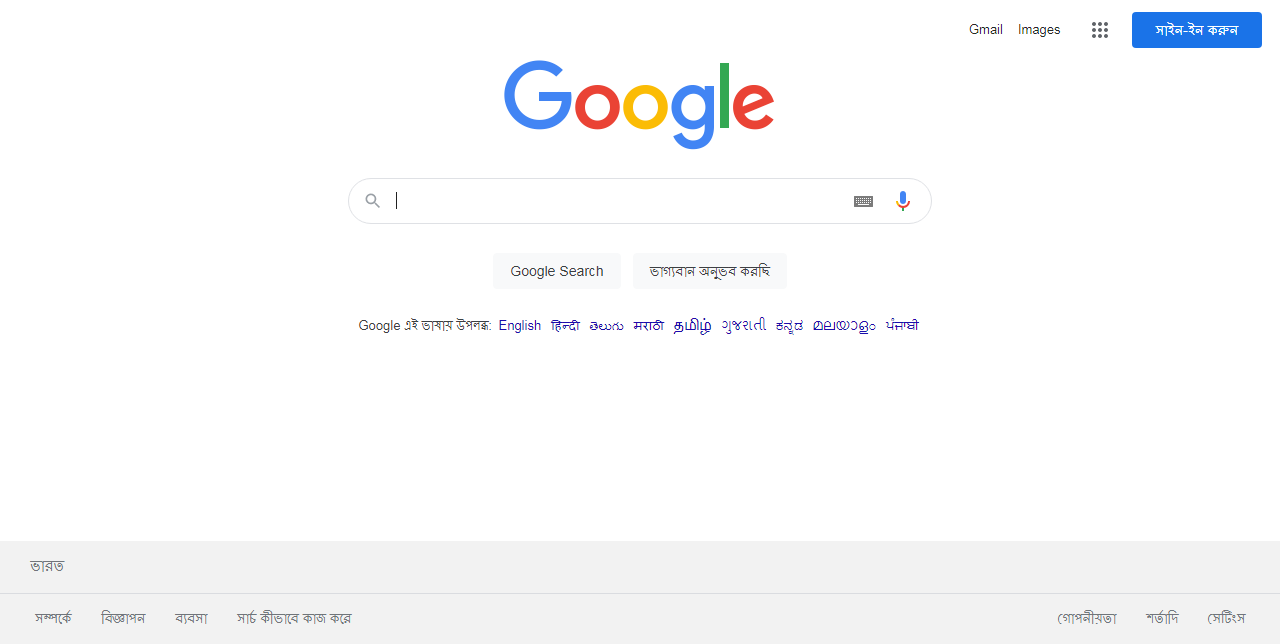 Gmail Images সাইন-ইন করুন
Google
Google Search ভাগ্যবান অনুভব করছি
Google এই ভাষায় উপলব্ধ: English हिन्दी తెలుగు मराठी தமிழ் ગુજરાતી ಕನ್ನಡ മലയാളം ਪੰਜਾਬੀ
ভারত
সম্পর্কে বিজ্ঞাপন ব্যবসা সার্চ কীভাবে কাজ করে গোপনীয়তা শর্তাদি সেটিংস